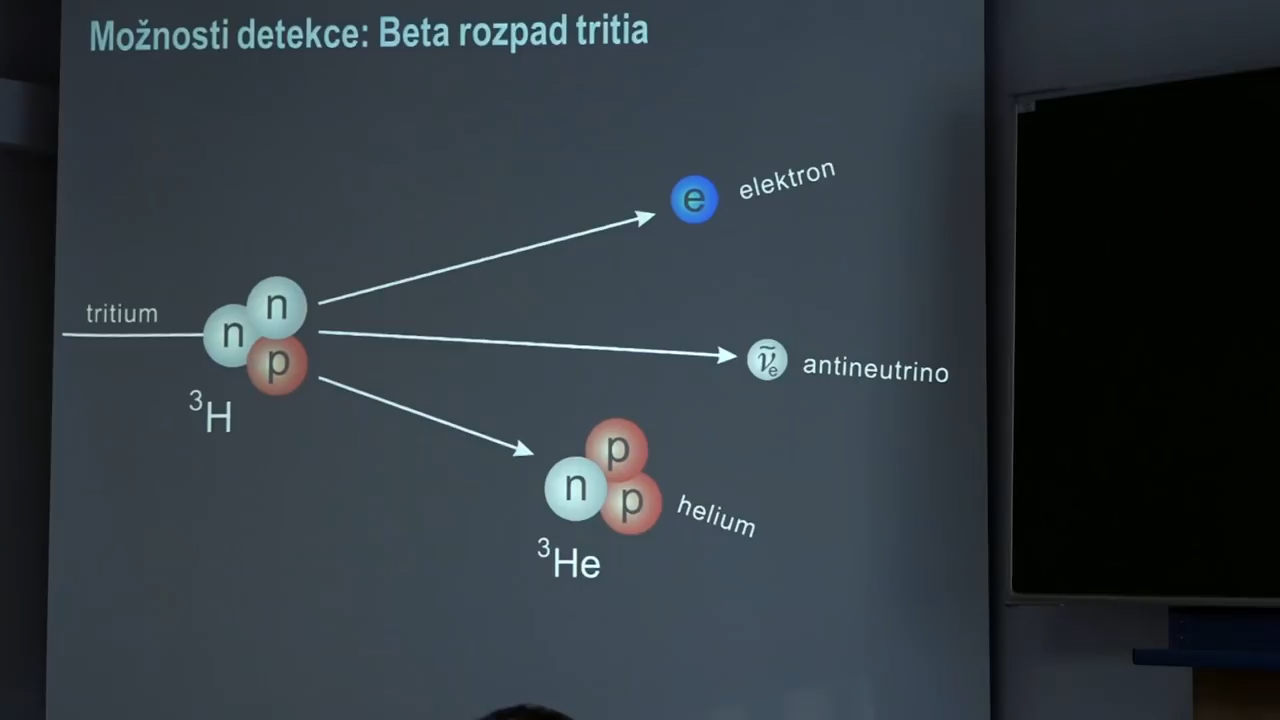 Možnosti detekce: Beta rozpad tritia
e elektron
tritium
n
n
p
³H
ν̃ₑ antineutrino
p
n
p
helium
³He